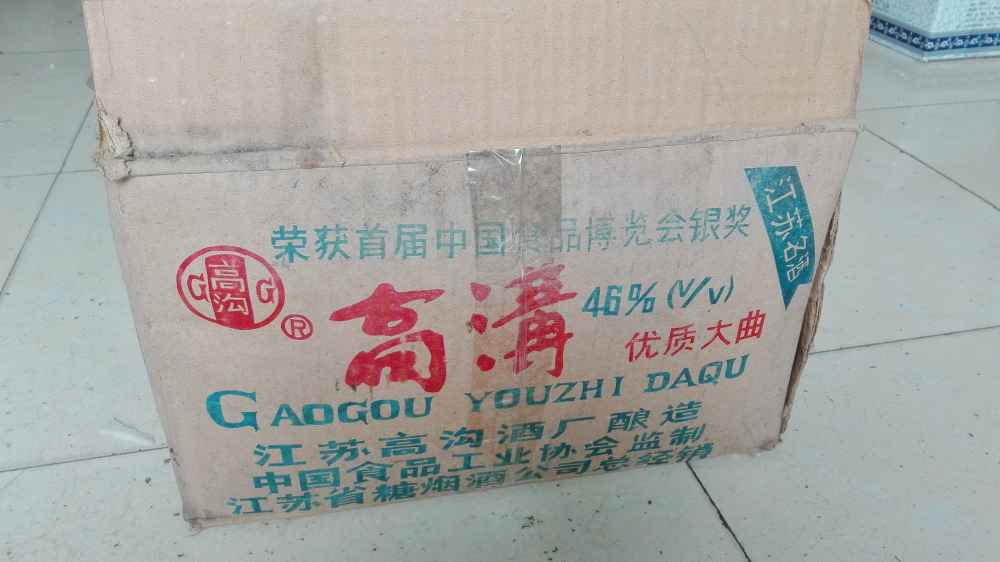 荣获首届中国食品博览会银奖
江苏名酒
G高沟G
®
高溝
46% (V/V)
优质大曲
GAOGOU YOUZHI DAQU
江苏高沟酒厂酿造
中国食品工业协会监制
江苏省糖烟酒公司总经销